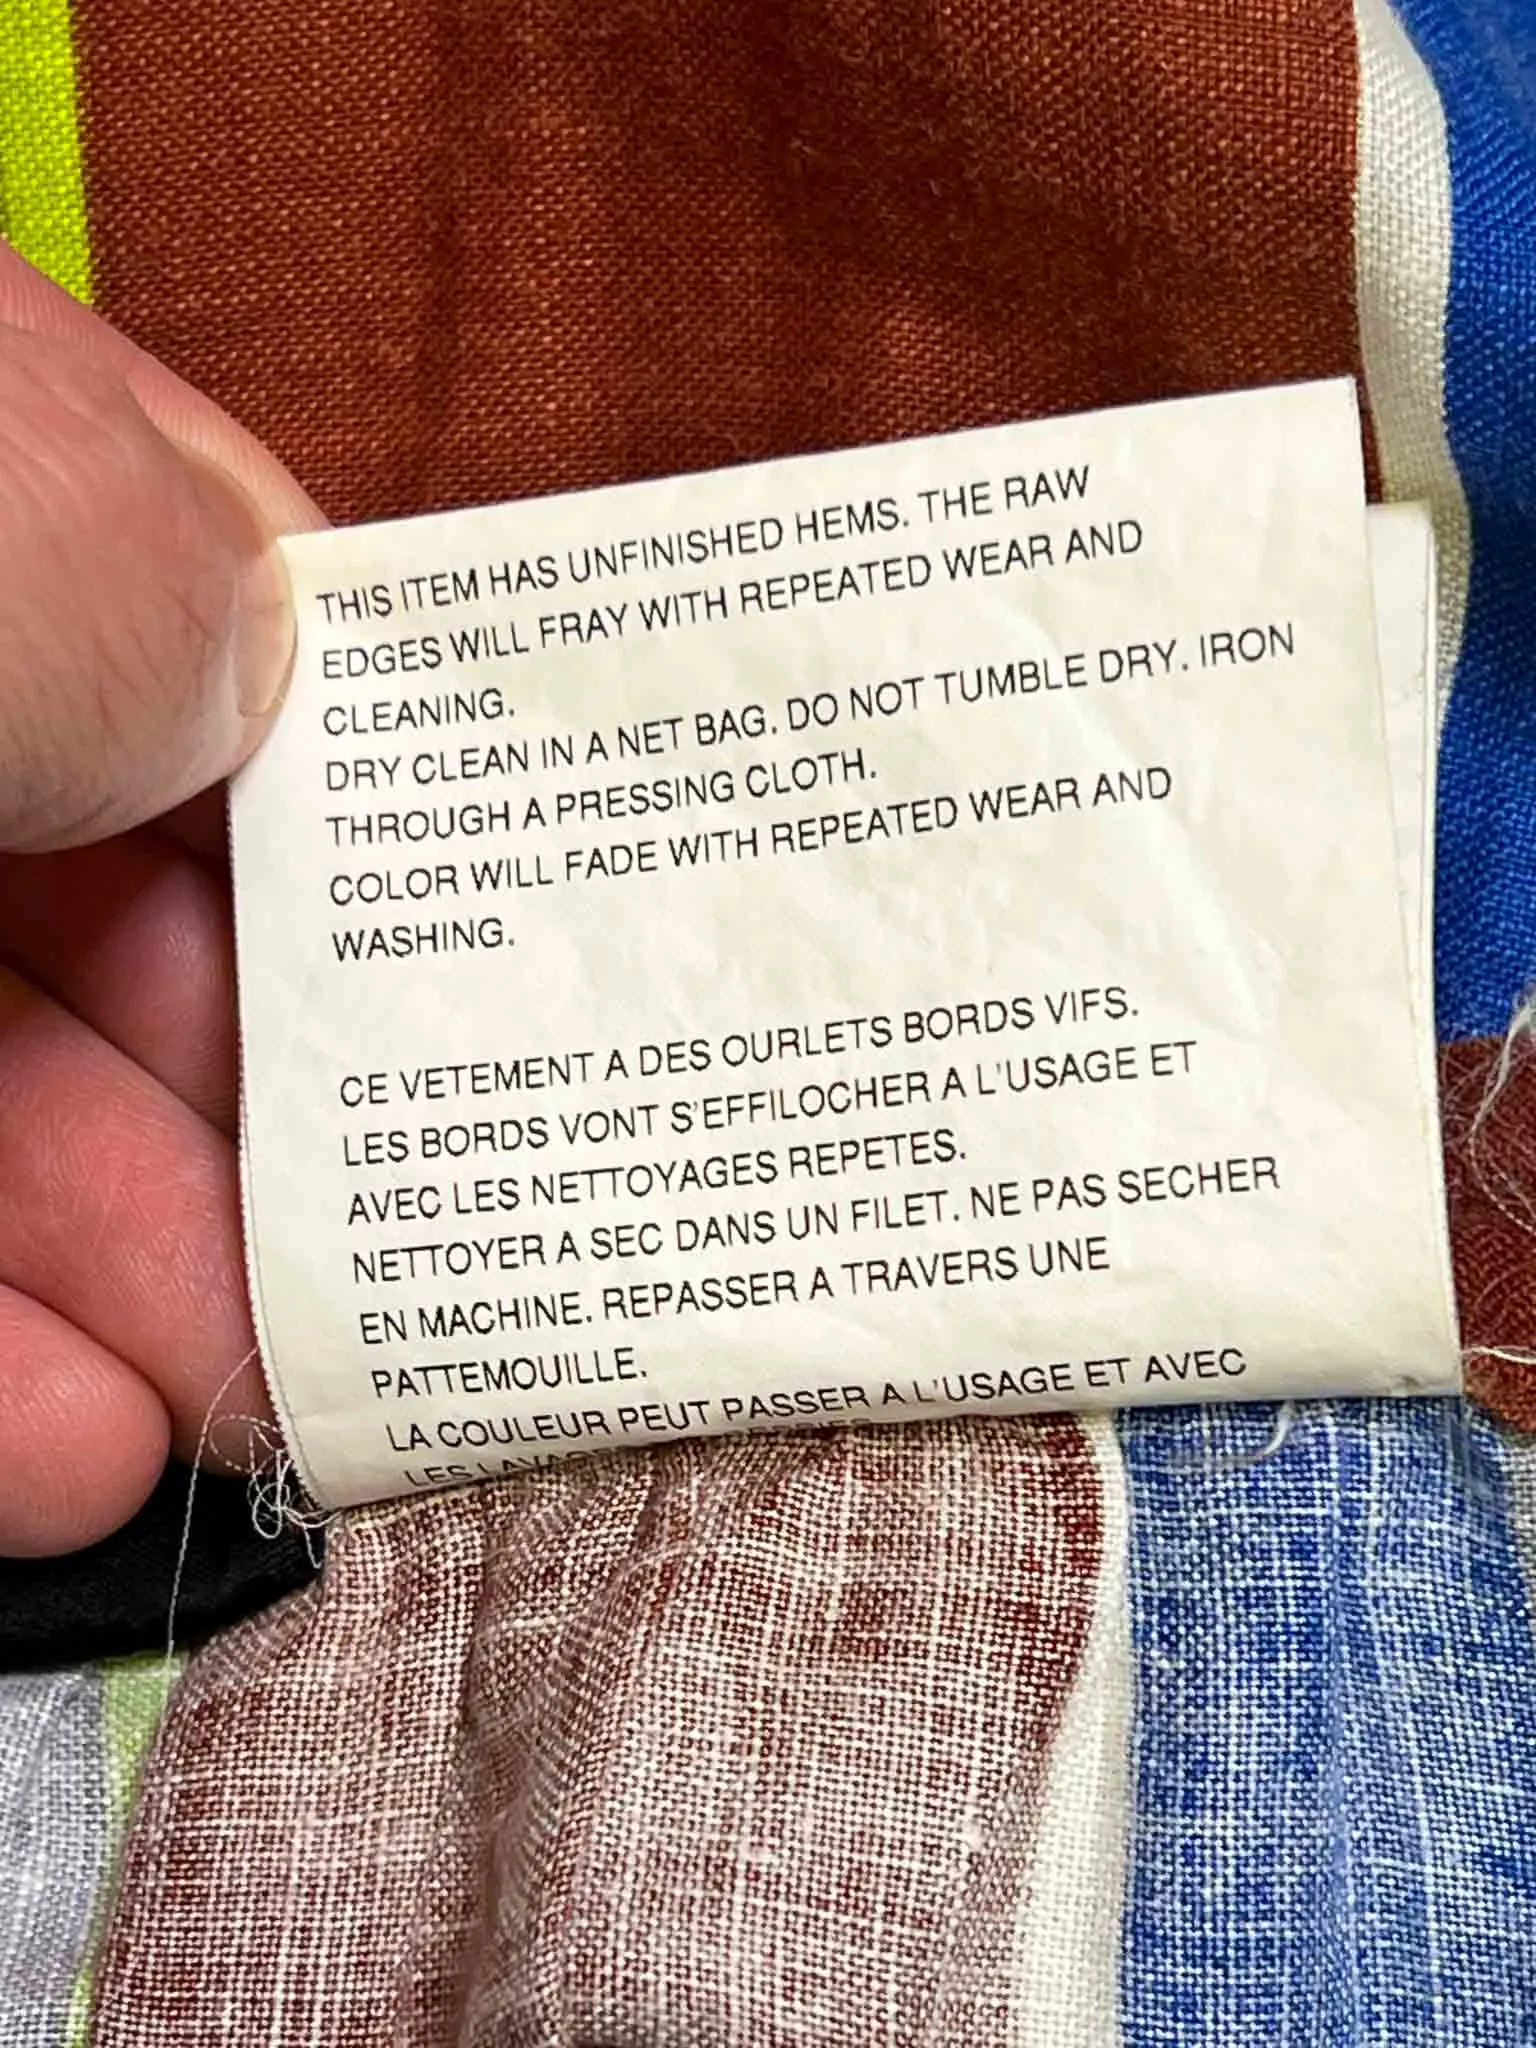 THIS ITEM HAS UNFINISHED HEMS. THE RAW
EDGES WILL FRAY WITH REPEATED WEAR AND
CLEANING.
DRY CLEAN IN A NET BAG. DO NOT TUMBLE DRY. IRON
THROUGH A PRESSING CLOTH.
COLOR WILL FADE WITH REPEATED WEAR AND
WASHING.
CE VETEMENT A DES OURLETS BORDS VIFS.
LES BORDS VONT S'EFFILOCHER A L'USAGE ET
AVEC LES NETTOYAGES REPETES.
NETTOYER A SEC DANS UN FILET. NE PAS SECHER
EN MACHINE. REPASSER A TRAVERS UNE
PATTEMOUILLE.
LA COULEUR PEUT PASSER A L'USAGE ET AVEC
LES